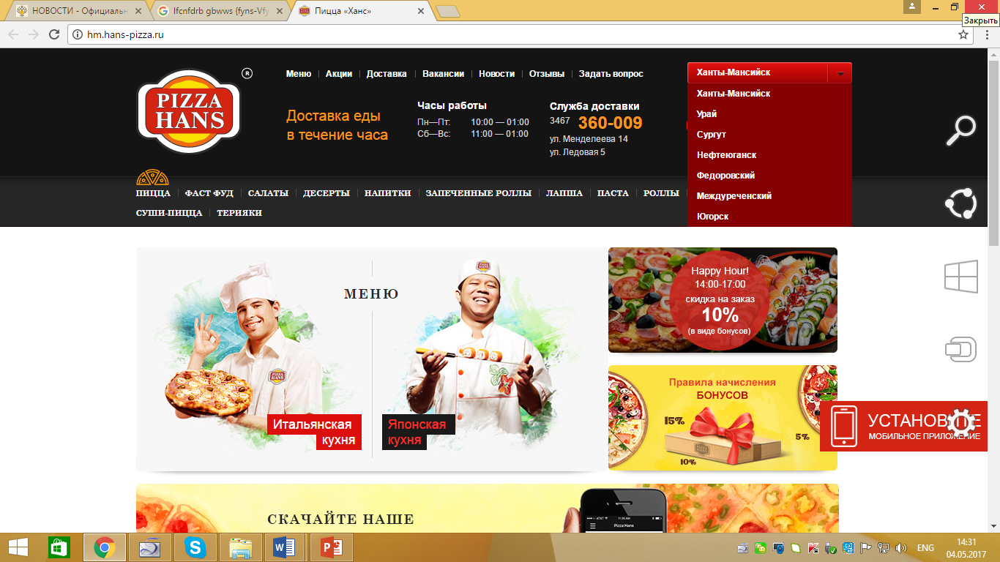 НОВОСТИ - Официальн
lfcnfdrb gbwws {fyns-Vfy
Пицца «Ханс»
Закрыть
hm.hans-pizza.ru
PIZZA
HANS
®
Меню
Акции
Доставка
Вакансии
Новости
Отзывы
Задать вопрос
Доставка еды
в течение часа
Часы работы
Пн—Пт: 10:00 — 01:00
Сб—Вс: 11:00 — 01:00
Служба доставки
3467 360-009
ул. Менделеева 14
ул. Ледовая 5
Ханты-Мансийск
Ханты-Мансийск
Урай
Сургут
Нефтеюганск
Федоровский
Междуреченский
Югорск
ПИЦЦА
ФАСТ ФУД
САЛАТЫ
ДЕСЕРТЫ
НАПИТКИ
ЗАПЕЧЕННЫЕ РОЛЛЫ
ЛАПША
ПАСТА
РОЛЛЫ
СУШИ-ПИЦЦА
ТЕРИЯКИ
МЕНЮ
PIZZA
HANS
Итальянская
кухня
Японская
кухня
Happy Hour!
14:00-17:00
скидка на заказ
10%
(в виде бонусов)
Правила начисления
БОНУСОВ
15%
5%
10%
УСТАНОВИТЕ
МОБИЛЬНОЕ ПРИЛОЖЕНИЕ
СКАЧАЙТЕ НАШЕ
Pizza Hans
ENG
14:31
04.05.2017